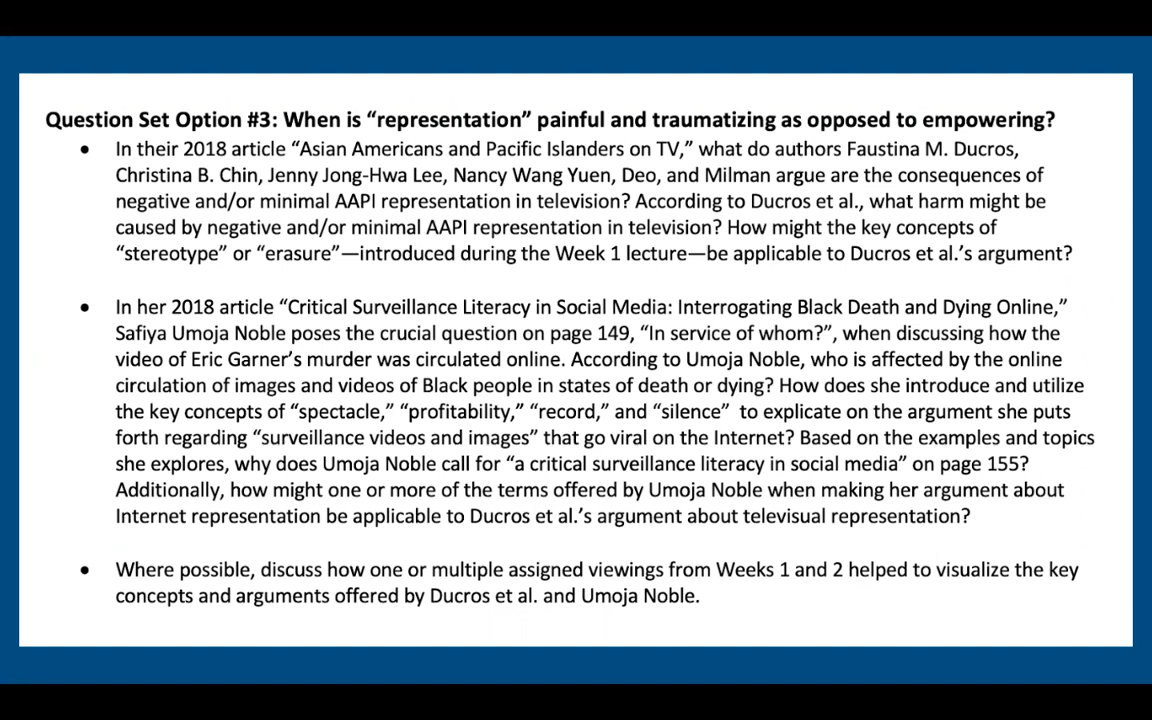 Question Set Option #3: When is “representation” painful and traumatizing as opposed to empowering?
• In their 2018 article “Asian Americans and Pacific Islanders on TV,” what do authors Faustina M. Ducros,
Christina B. Chin, Jenny Jong-Hwa Lee, Nancy Wang Yuen, Deo, and Milman argue are the consequences of
negative and/or minimal AAPI representation in television? According to Ducros et al., what harm might be
caused by negative and/or minimal AAPI representation in television? How might the key concepts of
“stereotype” or “erasure”—introduced during the Week 1 lecture—be applicable to Ducros et al.’s argument?
• In her 2018 article “Critical Surveillance Literacy in Social Media: Interrogating Black Death and Dying Online,”
Safiya Umoja Noble poses the crucial question on page 149, “In service of whom?”, when discussing how the
video of Eric Garner’s murder was circulated online. According to Umoja Noble, who is affected by the online
circulation of images and videos of Black people in states of death or dying? How does she introduce and utilize
the key concepts of “spectacle,” “profitability,” “record,” and “silence”  to explicate on the argument she puts
forth regarding “surveillance videos and images” that go viral on the Internet? Based on the examples and topics
she explores, why does Umoja Noble call for “a critical surveillance literacy in social media” on page 155?
Additionally, how might one or more of the terms offered by Umoja Noble when making her argument about
Internet representation be applicable to Ducros et al.’s argument about televisual representation?
• Where possible, discuss how one or multiple assigned viewings from Weeks 1 and 2 helped to visualize the key
concepts and arguments offered by Ducros et al. and Umoja Noble.